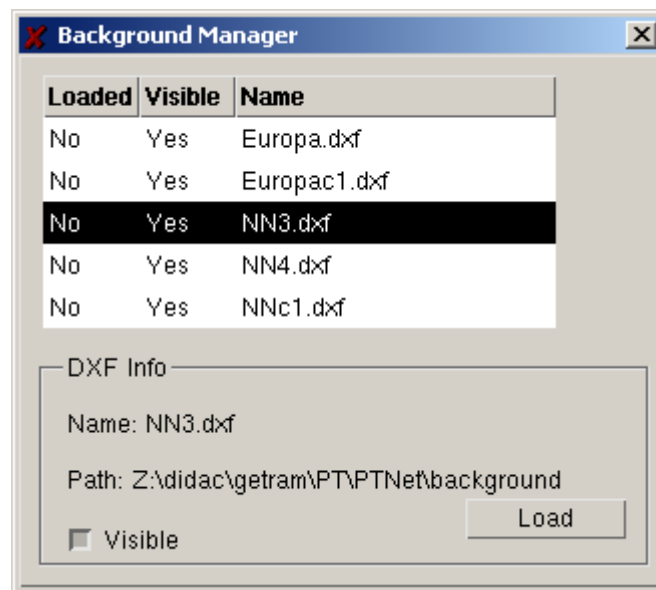 Background Manager
Loaded Visible Name
No Yes Europa.dxf
No Yes Europac1.dxf
No Yes NN3.dxf
No Yes NN4.dxf
No Yes NNc1.dxf
DXF Info
Name: NN3.dxf
Path: Z:\didac\getram\PT\PTNet\background
Load
Visible